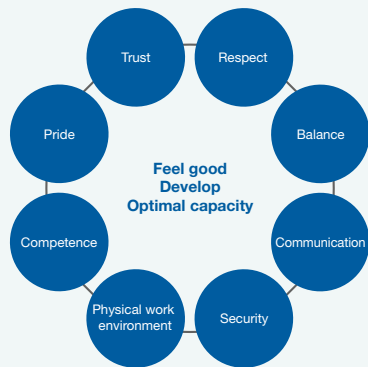 Trust
Respect
Pride
Balance
Feel good
Develop
Optimal capacity
Competence
Communication
Physical work
environment
Security